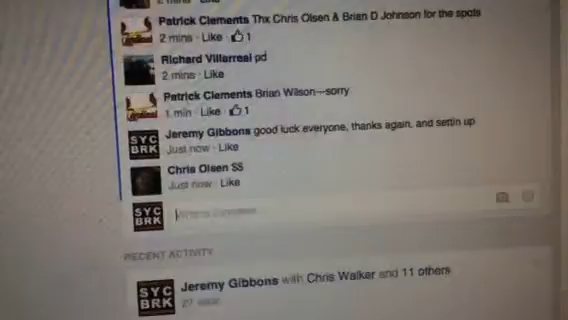 Patrick Clements Thx Chris Olsen & Brian D Johnson for the spots
2 mins · Like · 1
Richard Villarreal pd
2 mins · Like
Patrick Clements Brian Wilson—sorry
1 min · Like · 1
SYC BRK
Jeremy Gibbons good luck everyone, thanks again, and settin up
Just now · Like
Chris Olsen SS
Just now · Like
SYC BRK
RECENT ACTIVITY
SYC BRK
Jeremy Gibbons with Chris Walker and 11 others